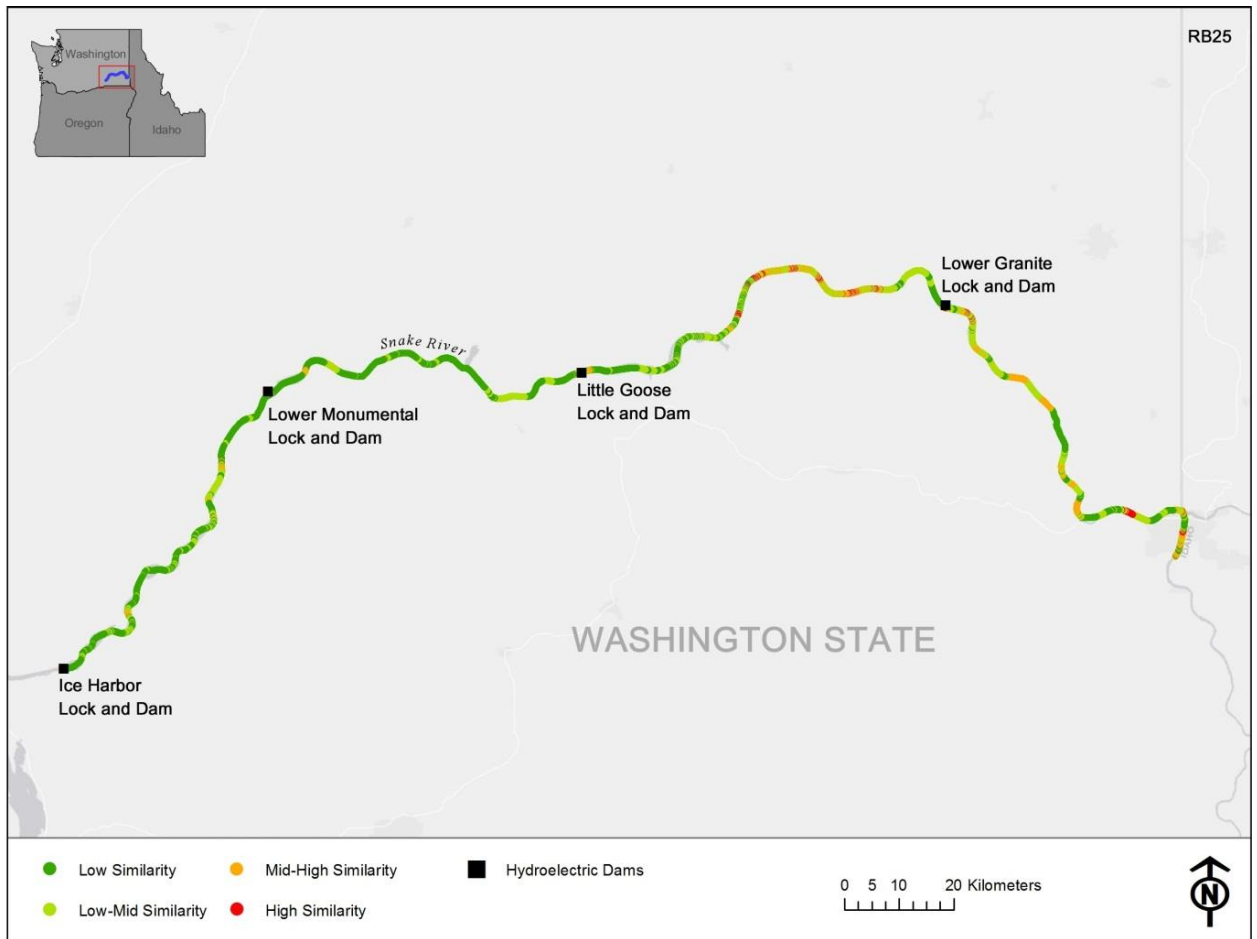 RB25
Washington
Oregon
Idaho
Lower Granite
Lock and Dam
Snake River
Little Goose
Lock and Dam
Lower Monumental
Lock and Dam
IDAHO
WASHINGTON STATE
Ice Harbor
Lock and Dam
Low Similarity
Mid-High Similarity
Hydroelectric Dams
Low-Mid Similarity
High Similarity
0 5 10 20 Kilometers
N